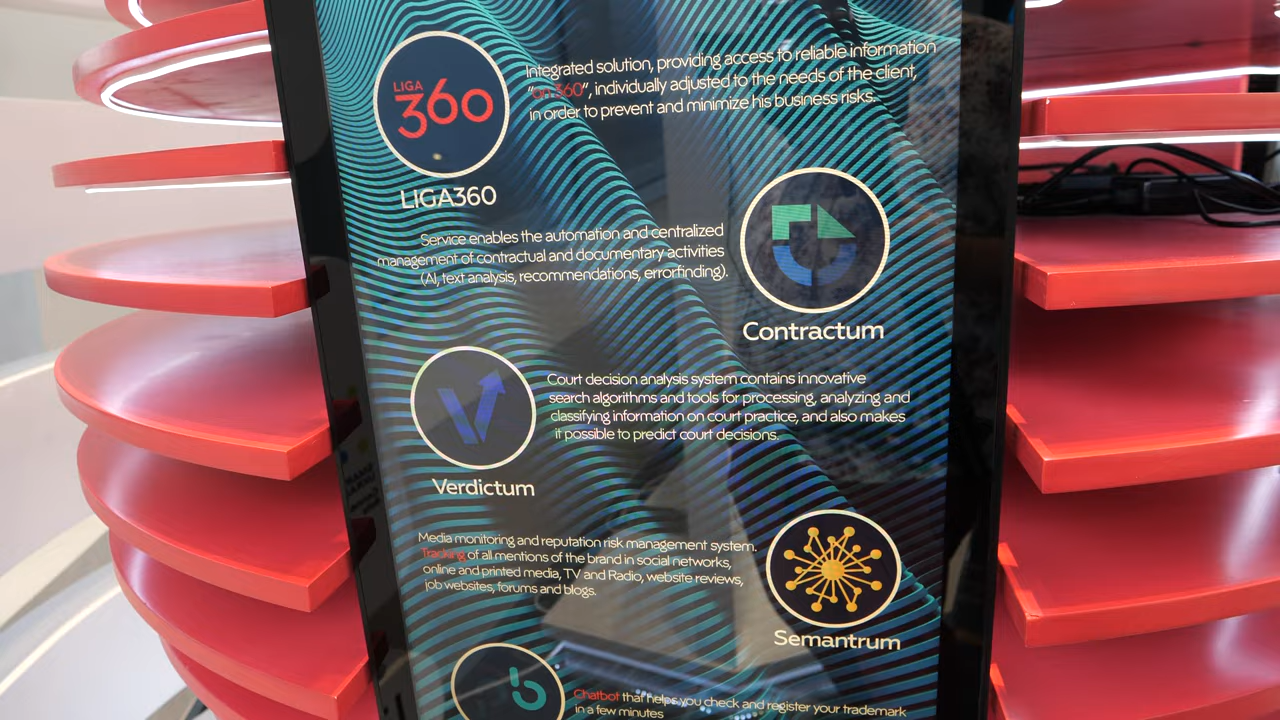 LIGA
360
LIGA360
Integrated solution, providing access to reliable information
"on 360", individually adjusted to the needs of the client,
in order to prevent and minimize his business risks.
Service enables the automation and centralized
management of contractual and documentary activities
(AI, text analysis, recommendations, errorfinding).
Contractum
Court decision analysis system contains innovative
search algorithms and tools for processing, analyzing and
classifying information on court practice, and also makes
it possible to predict court decisions.
Verdictum
Media monitoring and reputation risk management system.
Tracking of all mentions of the brand in social networks,
online and printed media, TV and Radio, website reviews,
job websites, forums and blogs.
Semantrum
Chatbot that helps you check and register your trademark
in a few minutes